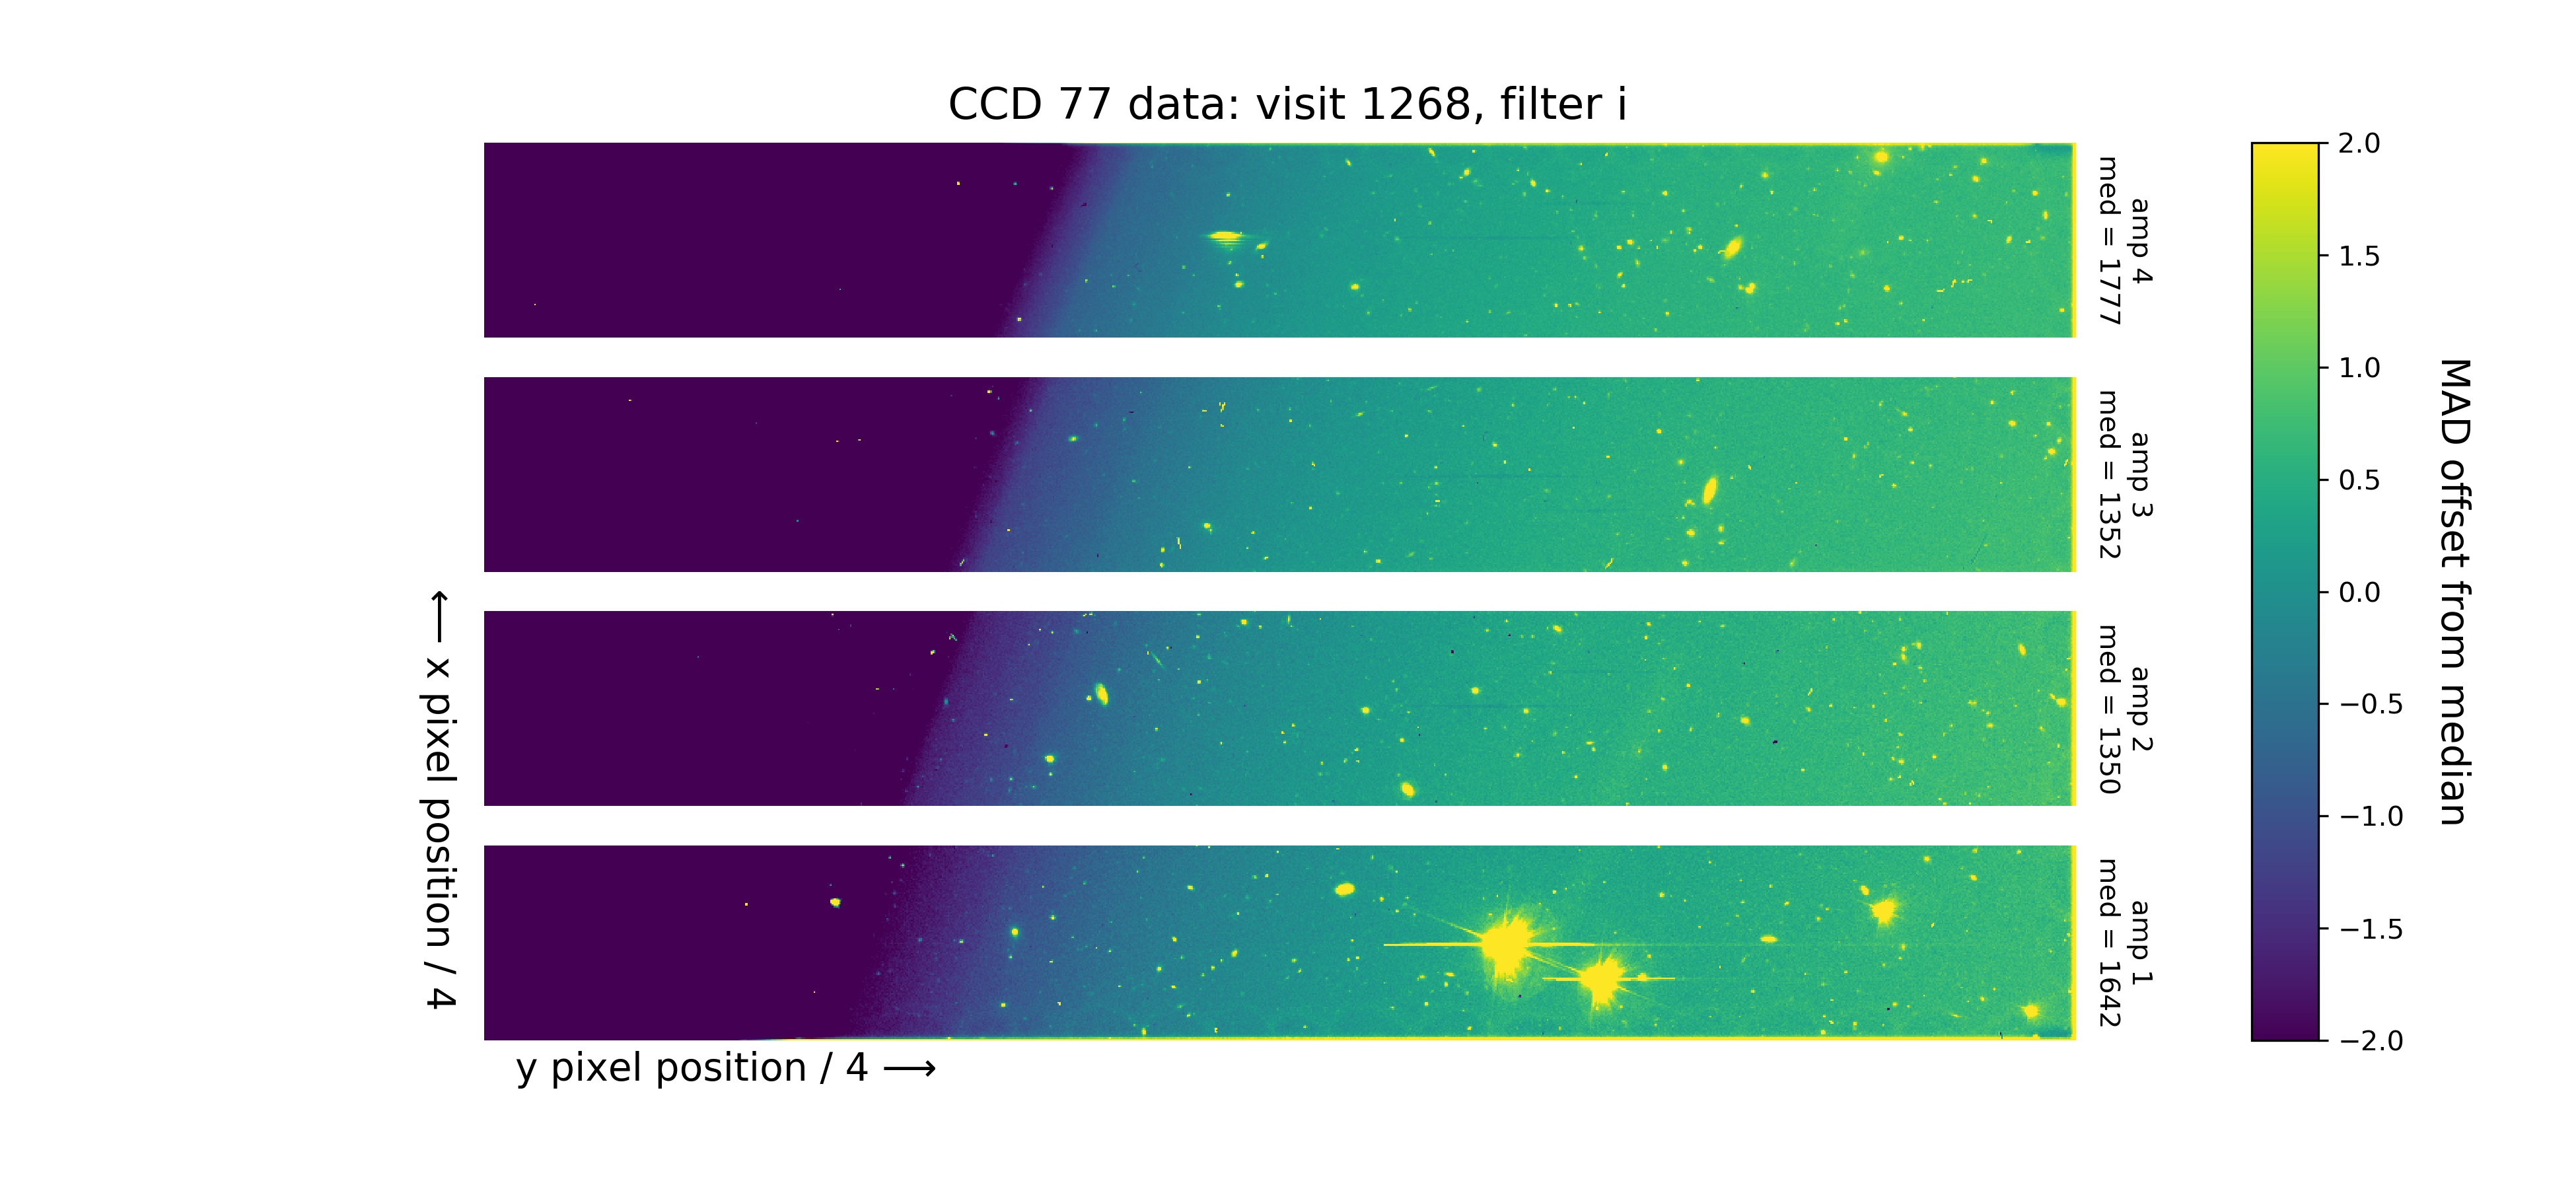 CCD 77 data: visit 1268, filter i
amp 4
med = 1777
amp 3
med = 1352
amp 2
med = 1350
amp 1
med = 1642
⟵ x pixel position / 4
y pixel position / 4 ⟶
2.0
1.5
1.0
0.5
0.0
−0.5
−1.0
−1.5
−2.0
MAD offset from median